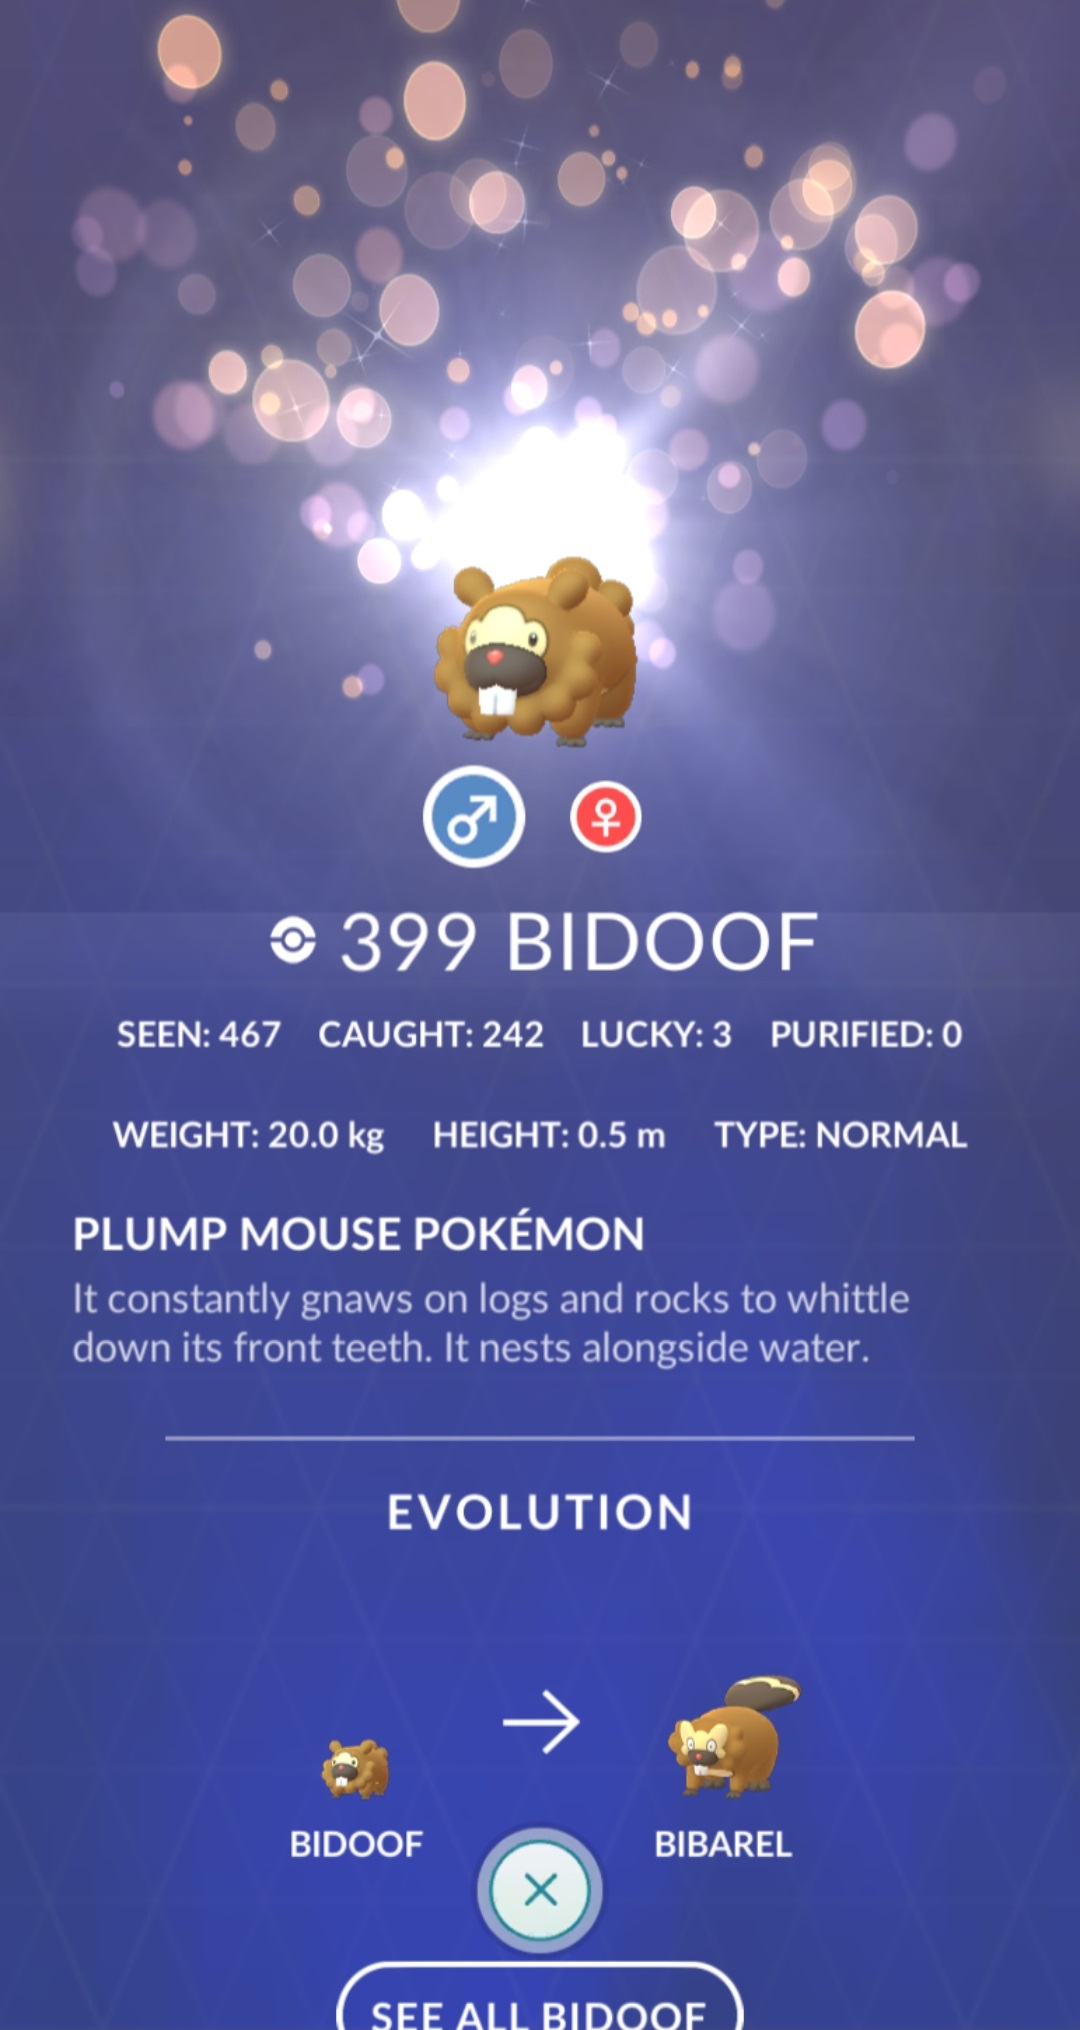 399 BIDOOF
SEEN: 467 CAUGHT: 242 LUCKY: 3 PURIFIED: 0
WEIGHT: 20.0 kg HEIGHT: 0.5 m TYPE: NORMAL
PLUMP MOUSE POKÉMON
It constantly gnaws on logs and rocks to whittle
down its front teeth. It nests alongside water.
EVOLUTION
BIDOOF BIBAREL
SEE ALL BIDOOF